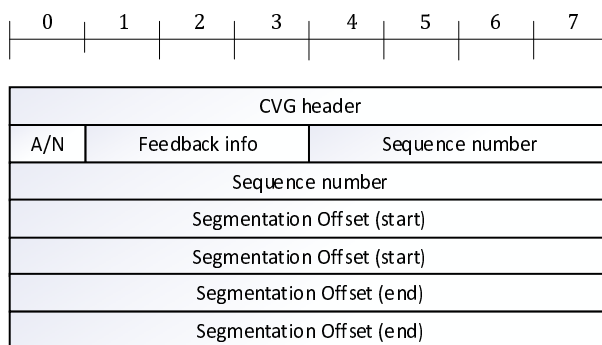 0 1 2 3 4 5 6 7
CVG header
A/N Feedback info Sequence number
Sequence number
Segmentation Offset (start)
Segmentation Offset (start)
Segmentation Offset (end)
Segmentation Offset (end)